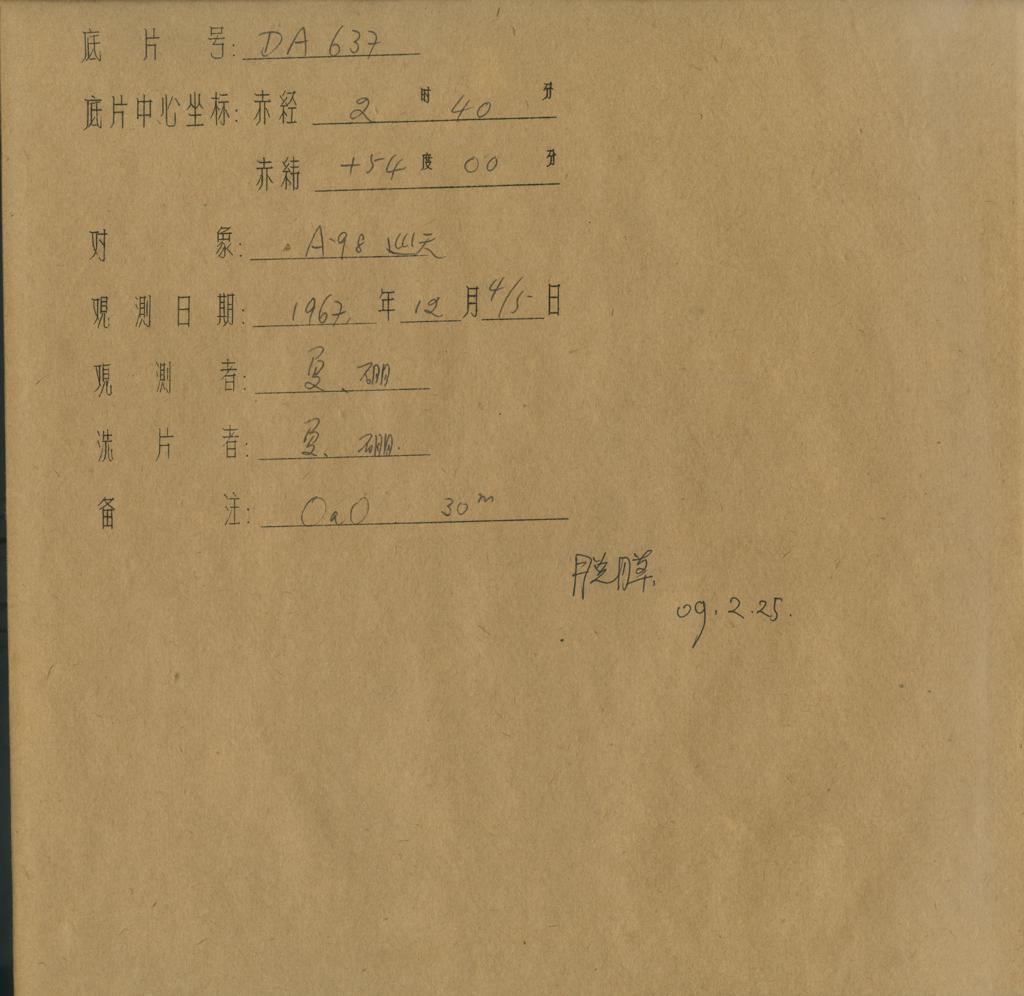 底片号: DA 637
底片中心坐标: 赤经 2 时 40 分
赤纬 +54 度 00 分
对象: A-98 巡天
观测日期: 1967. 年 12 月 4/5 日
观测者: 夏、硼
洗片者: 夏、硼.
备注: OaO 30ᵐ
脱膜.
09.2.25.